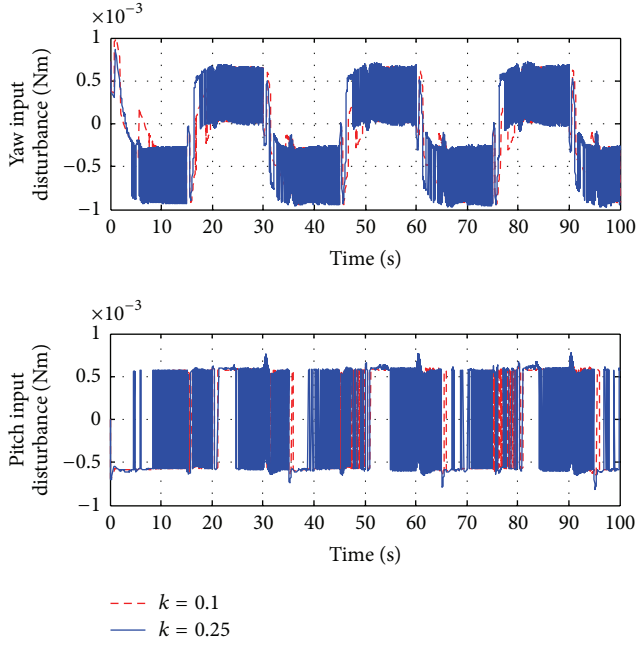 ×10⁻³
1
0.5
0
−0.5
−1
Yaw input
disturbance (Nm)
0 10 20 30 40 50 60 70 80 90 100
Time (s)
×10⁻³
1
0.5
0
−0.5
−1
Pitch input
disturbance (Nm)
0 10 20 30 40 50 60 70 80 90 100
Time (s)
k = 0.1
k = 0.25